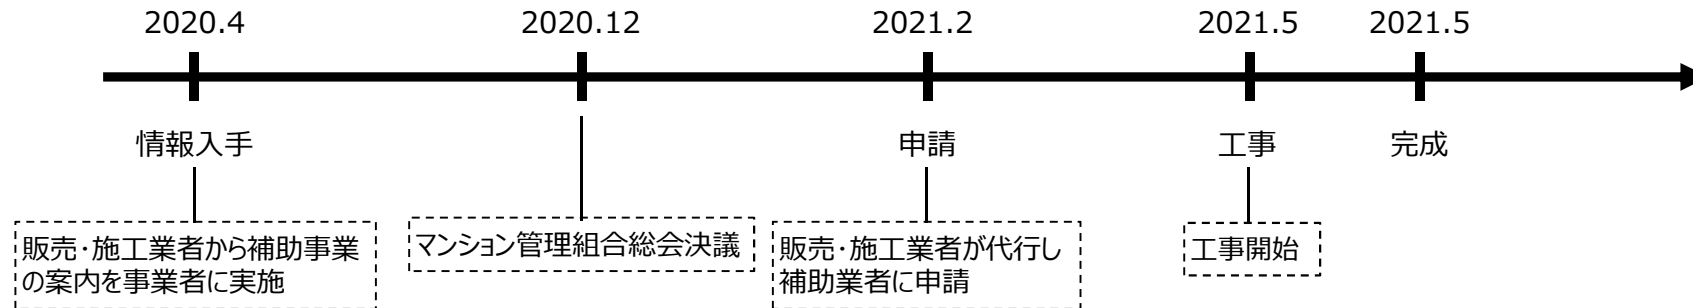 2020.4 2020.12 2021.2 2021.5 2021.5
情報入手 申請 工事 完成
販売・施工業者から補助事業
の案内を事業者に実施
マンション管理組合総会決議
販売・施工業者が代行し
補助業者に申請
工事開始